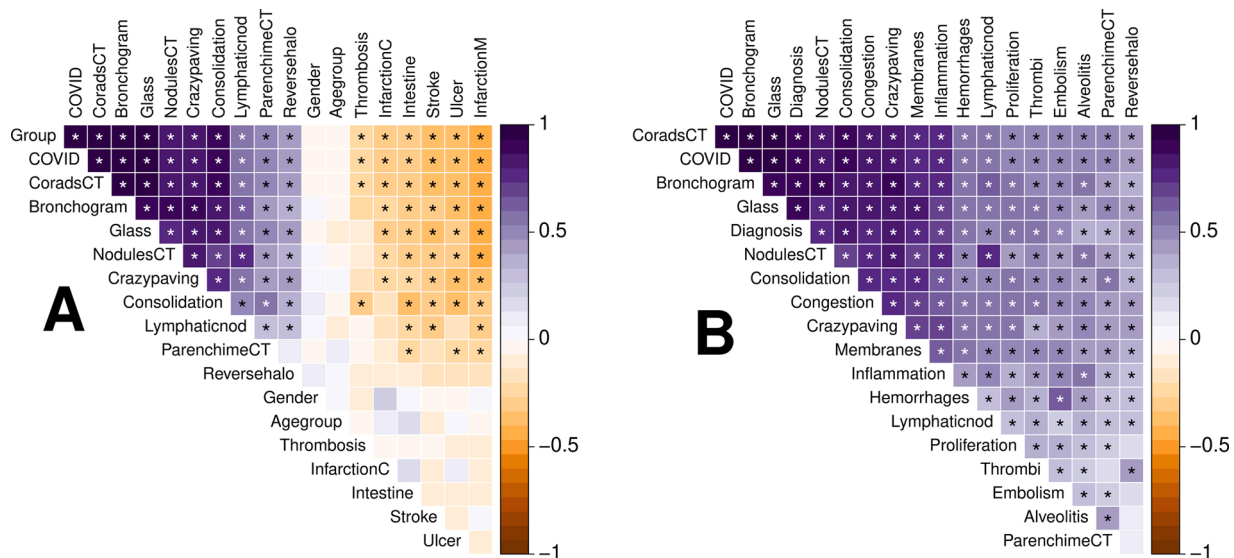 COVID
CoradsCT
Bronchogram
Glass
NodulesCT
Crazypaving
Consolidation
Lymphaticnod
ParenchimeCT
Reversehalo
Gender
Agegroup
Thrombosis
InfarctionC
Intestine
Stroke
Ulcer
InfarctionM
Group
COVID
CoradsCT
Bronchogram
Glass
NodulesCT
Crazypaving
Consolidation
Lymphaticnod
ParenchimeCT
Reversehalo
Gender
Agegroup
Thrombosis
InfarctionC
Intestine
Stroke
Ulcer
1
0.5
0
−0.5
−1
A
COVID
Bronchogram
Glass
Diagnosis
NodulesCT
Consolidation
Congestion
Crazypaving
Membranes
Inflammation
Hemorrhages
Lymphaticnod
Proliferation
Thrombi
Embolism
Alveolitis
ParenchimeCT
Reversehalo
CoradsCT
COVID
Bronchogram
Glass
Diagnosis
NodulesCT
Consolidation
Congestion
Crazypaving
Membranes
Inflammation
Hemorrhages
Lymphaticnod
Proliferation
Thrombi
Embolism
Alveolitis
ParenchimeCT
1
0.5
0
−0.5
−1
B